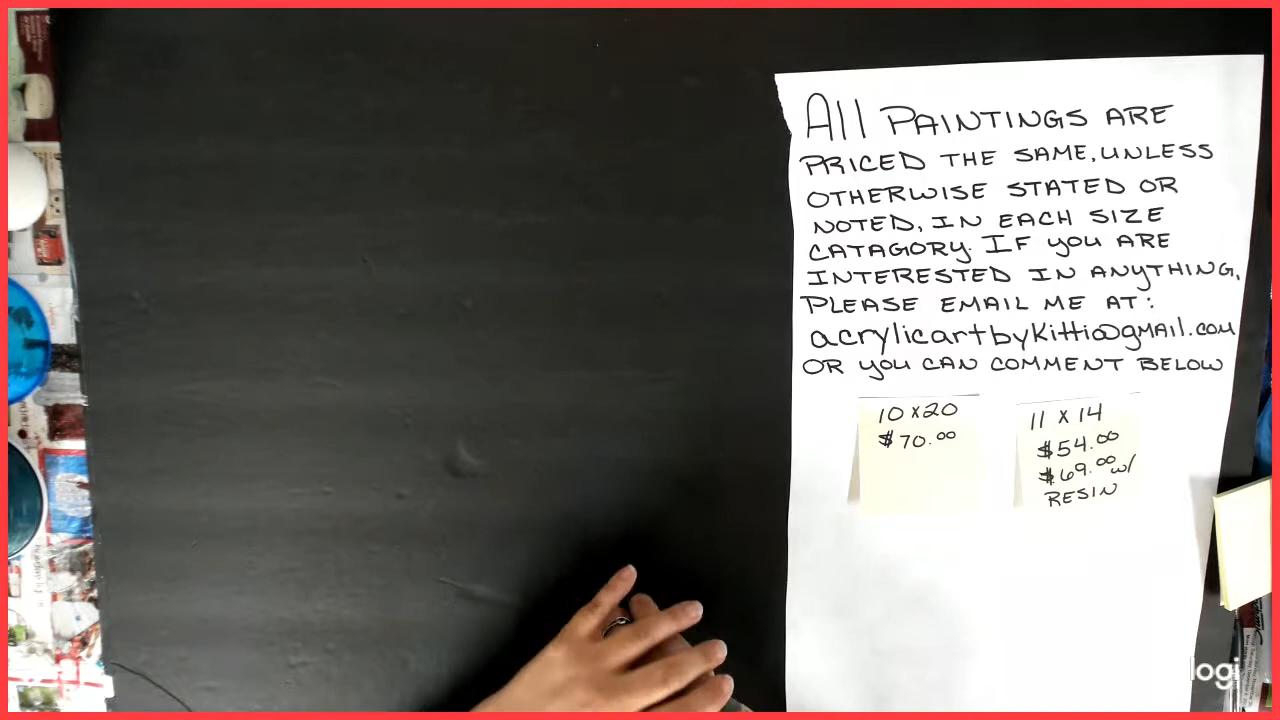 All PAINTINGS ARE
PRICED THE SAME, UNLESS
OTHERWISE STATED OR
NOTED, IN EACH SIZE
CATAGORY. IF YOU ARE
INTERESTED IN ANYTHING,
PLEASE EMAIL ME AT:
acrylicartbykitti@gmail.com
OR YOU CAN COMMENT BELOW
10 x 20
$70.00
11 x 14
$54.00
$69.00 w/
RESIN
logi